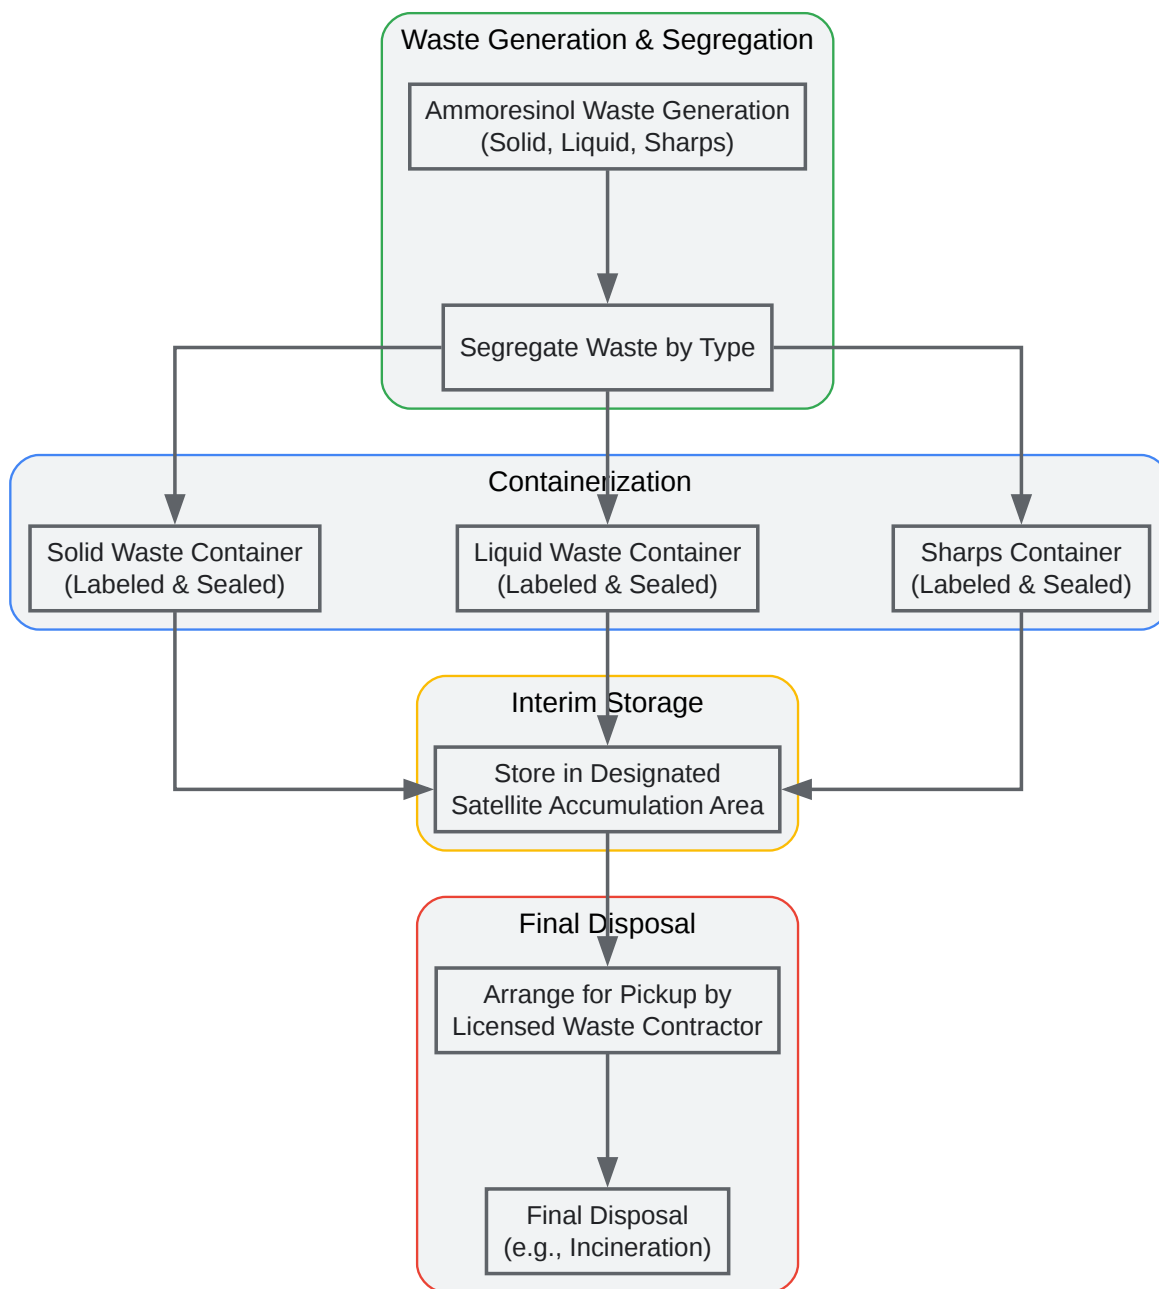 Waste Generation & Segregation
Ammoresinol Waste Generation
(Solid, Liquid, Sharps)
Segregate Waste by Type
Containerization
Solid Waste Container
(Labeled & Sealed)
Liquid Waste Container
(Labeled & Sealed)
Sharps Container
(Labeled & Sealed)
Interim Storage
Store in Designated
Satellite Accumulation Area
Final Disposal
Arrange for Pickup by
Licensed Waste Contractor
Final Disposal
(e.g., Incineration)